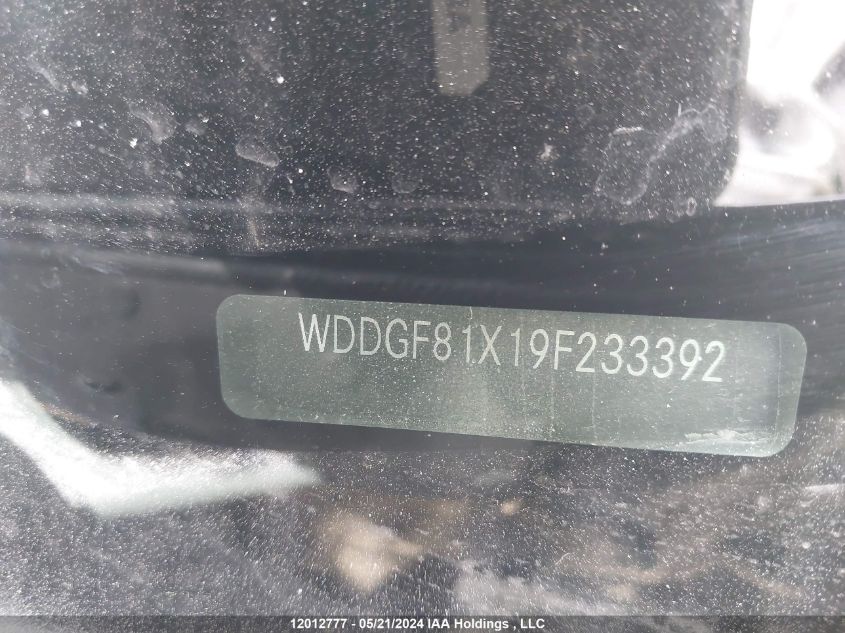 WDDGF81X19F233392
12012777 - 05/21/2024 IAA Holdings , LLC